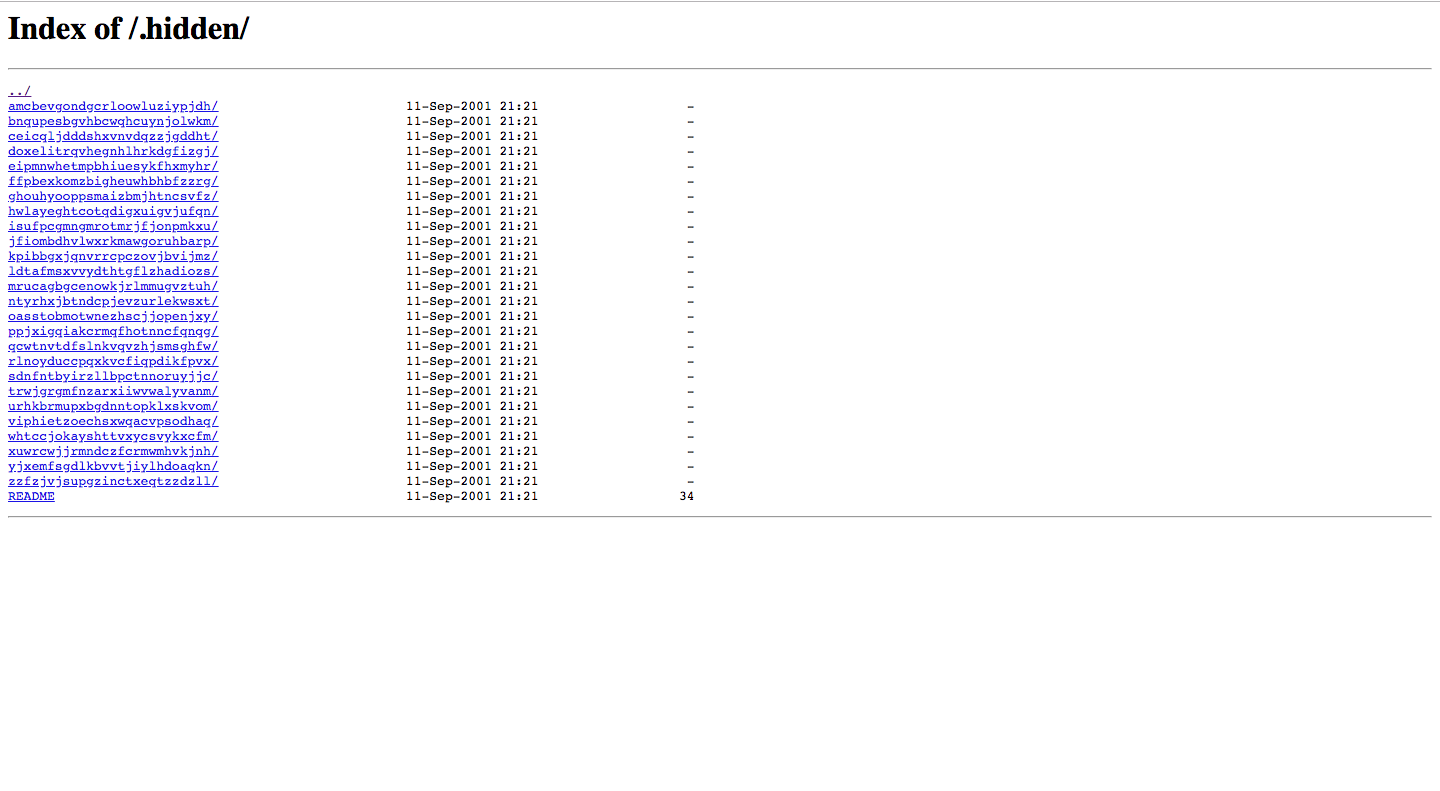 Index of /.hidden/
../
amcbevgondgcrloowluziypjdh/ 11-Sep-2001 21:21 -
bnqupesbgvhbcwqhcuynjolwkm/ 11-Sep-2001 21:21 -
ceicqljdddshxvnvdqzzjgddht/ 11-Sep-2001 21:21 -
doxelitrqvhegnhlhrkdgfizgj/ 11-Sep-2001 21:21 -
eipmnwhetmpbhiuesykfhxmyhr/ 11-Sep-2001 21:21 -
ffpbexkomzbigheuwhbhbfzzrg/ 11-Sep-2001 21:21 -
ghouhyooppsmaizbmjhtncsvfz/ 11-Sep-2001 21:21 -
hwlayeghtcotqdigxuigvjufqn/ 11-Sep-2001 21:21 -
isufpcgmngmrotmrjfjonpmkxu/ 11-Sep-2001 21:21 -
jfiombdhvlwxrkmawgoruhbarp/ 11-Sep-2001 21:21 -
kpibbgxjqnvrrcpczovjbvijmz/ 11-Sep-2001 21:21 -
ldtafmsxvvydthtgflzhadiozs/ 11-Sep-2001 21:21 -
mrucagbgcenowkjrlmmugvztuh/ 11-Sep-2001 21:21 -
ntyrhxjbtndcpjevzurlekwsxt/ 11-Sep-2001 21:21 -
oasstobmotwnezhscjjopenjxy/ 11-Sep-2001 21:21 -
ppjxigqiakcrmqfhotnncfqnqg/ 11-Sep-2001 21:21 -
qcwtnvtdfslnkvqvzhjsmsghfw/ 11-Sep-2001 21:21 -
rlnoyduccpqxkvcfiqpdikfpvx/ 11-Sep-2001 21:21 -
sdnfntbyirzllbpctnnoruyjjc/ 11-Sep-2001 21:21 -
trwjgrgmfnzarxiiwvwalyvanm/ 11-Sep-2001 21:21 -
urhkbrmupxbgdnntopklxskvom/ 11-Sep-2001 21:21 -
viphietzoechsxwqacvpsodhaq/ 11-Sep-2001 21:21 -
whtccjokayshttvxycsvykxcfm/ 11-Sep-2001 21:21 -
xuwrcwjjrmndczfcrmwmhvkjnh/ 11-Sep-2001 21:21 -
yjxemfsgdlkbvvtjiylhdoaqkn/ 11-Sep-2001 21:21 -
zzfzjvjsupgzinctxeqtzzdzll/ 11-Sep-2001 21:21 -
README 11-Sep-2001 21:21 34